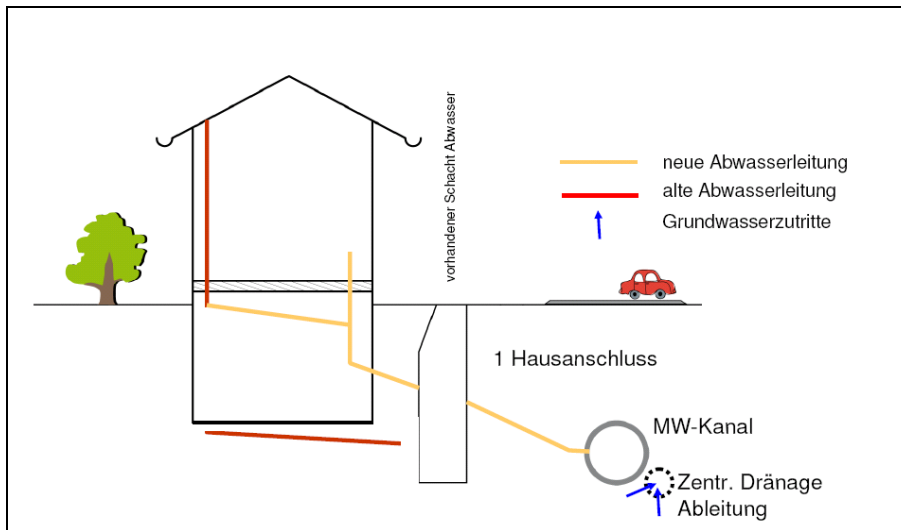 vorhandener Schacht Abwasser
neue Abwasserleitung
alte Abwasserleitung
Grundwasserzutritte
1 Hausanschluss
MW-Kanal
Zentr. Dränage
Ableitung